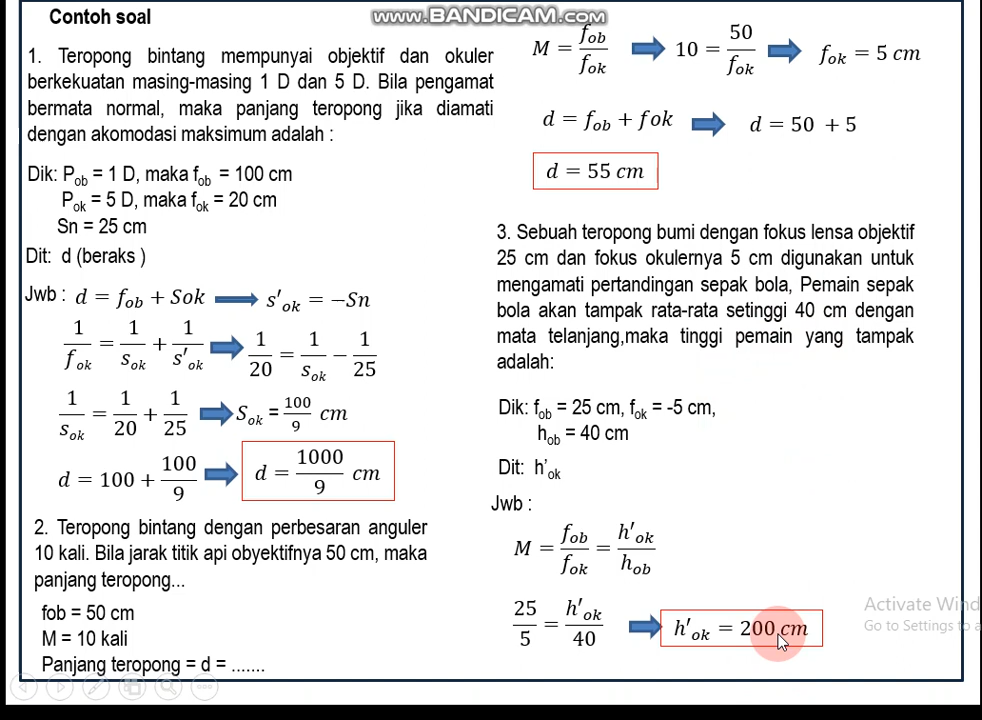 www.BANDICAM.com
Contoh soal
1. Teropong bintang mempunyai objektif dan okuler
berkekuatan masing-masing 1 D dan 5 D. Bila pengamat
bermata normal, maka panjang teropong jika diamati
dengan akomodasi maksimum adalah :
Dik: P_ob = 1 D, maka f_ob = 100 cm
P_ok = 5 D, maka f_ok = 20 cm
Sn = 25 cm
Dit: d (beraks )
Jwb : d = f_ob + Sok ⟹ s'_ok = −Sn
1/f_ok = 1/s_ok + 1/s'_ok ➡ 1/20 = 1/s_ok − 1/25
1/s_ok = 1/20 + 1/25 ➡ S_ok = 100/9 cm
d = 100 + 100/9 ➡ d = 1000/9 cm
2. Teropong bintang dengan perbesaran anguler
10 kali. Bila jarak titik api obyektifnya 50 cm, maka
panjang teropong...
fob = 50 cm
M = 10 kali
Panjang teropong = d = .......
M = f_ob/f_ok ➡ 10 = 50/f_ok ➡ f_ok = 5 cm
d = f_ob + fok ➡ d = 50 + 5
d = 55 cm
3. Sebuah teropong bumi dengan fokus lensa objektif
25 cm dan fokus okulernya 5 cm digunakan untuk
mengamati pertandingan sepak bola, Pemain sepak
bola akan tampak rata-rata setinggi 40 cm dengan
mata telanjang,maka tinggi pemain yang tampak
adalah:
Dik: f_ob = 25 cm, f_ok = -5 cm,
h_ob = 40 cm
Dit: h'_ok
Jwb :
M = f_ob/f_ok = h'_ok/h_ob
25/5 = h'_ok/40 ➡ h'_ok = 200 cm
Activate Wind
Go to Settings to a